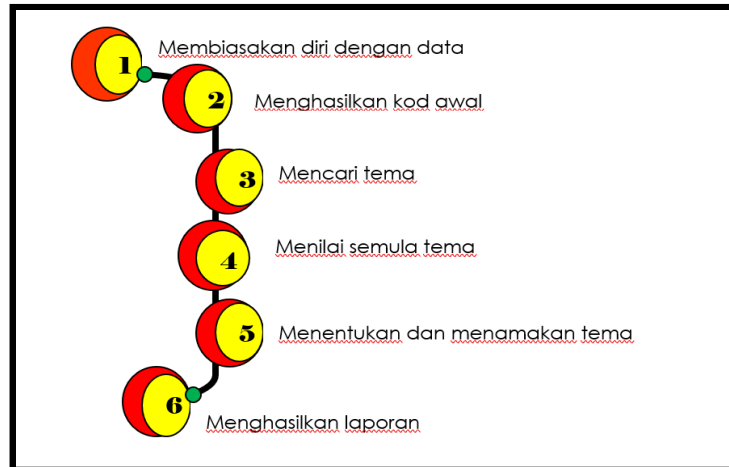 1 Membiasakan diri dengan data
2 Menghasilkan kod awal
3 Mencari tema
4 Menilai semula tema
5 Menentukan dan menamakan tema
6 Menghasilkan laporan